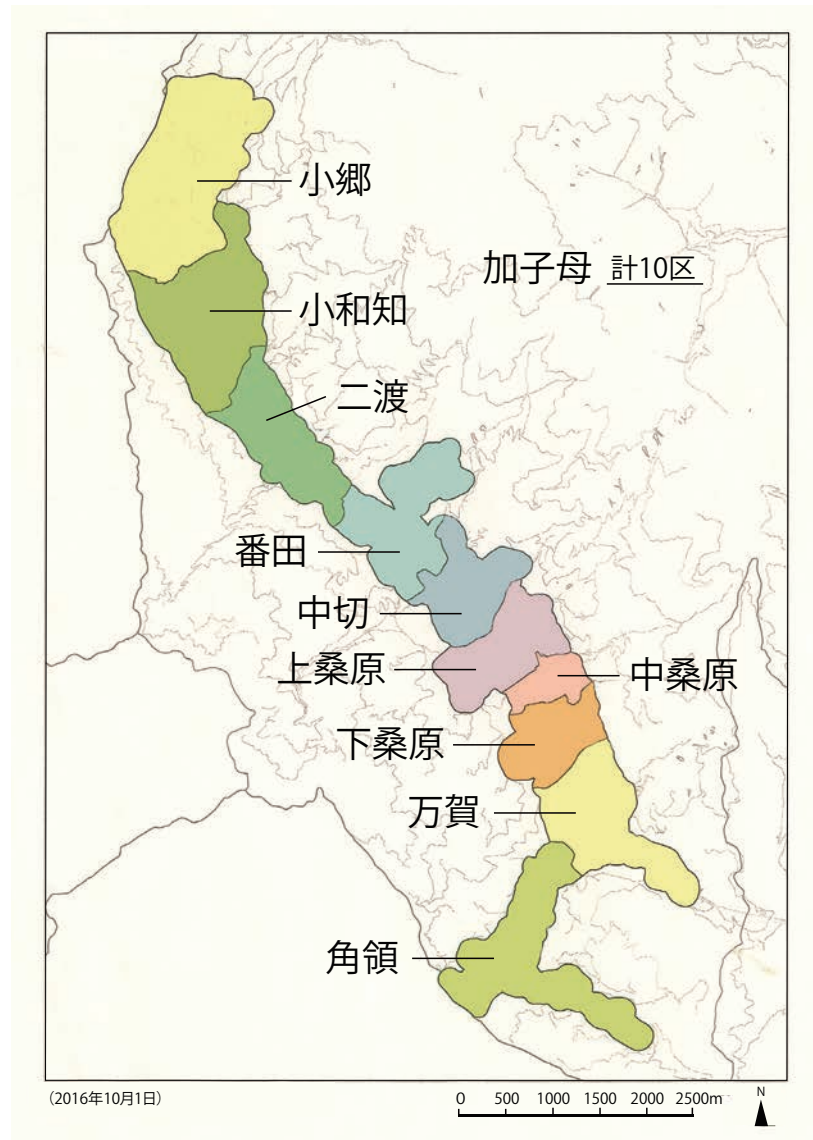 小郷
加子母 計10区
小和知
二渡
番田
中切
上桑原
中桑原
下桑原
万賀
角領
(2016年10月1日)
0 500 1000 1500 2000 2500m
N